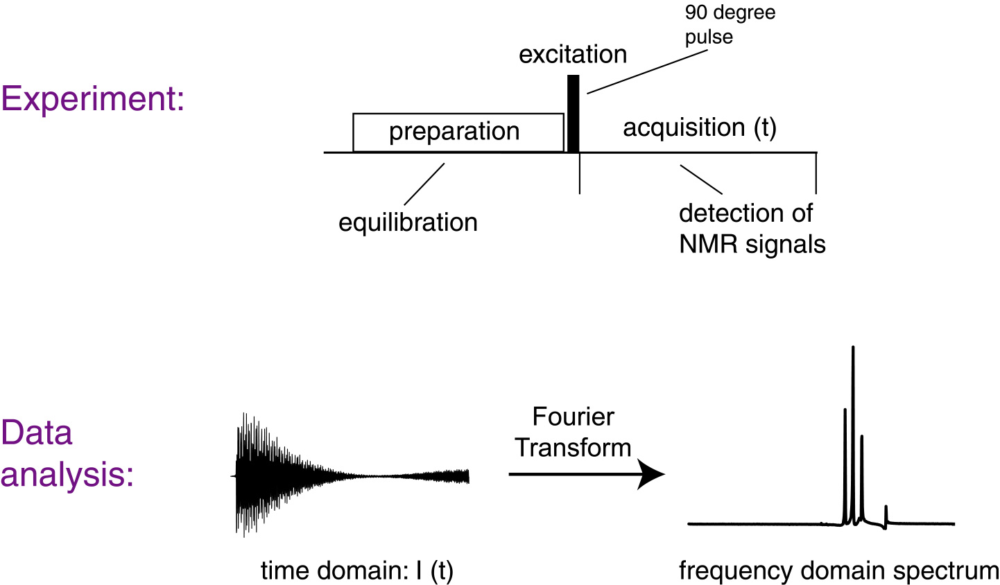 90 degree
pulse
excitation
Experiment:
preparation
acquisition (t)
equilibration
detection of
NMR signals
Data
analysis:
Fourier
Transform
time domain: I (t)
frequency domain spectrum